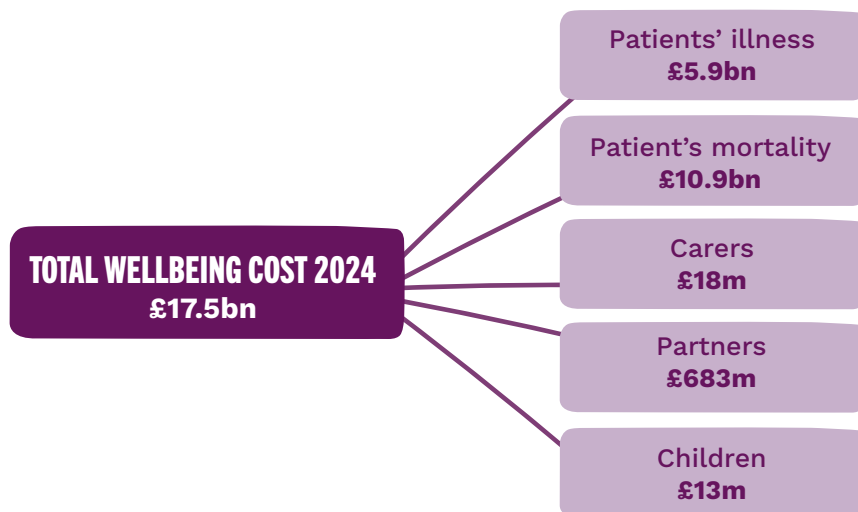 Patients’ illness
£5.9bn
Patient’s mortality
£10.9bn
TOTAL WELLBEING COST 2024
£17.5bn
Carers
£18m
Partners
£683m
Children
£13m